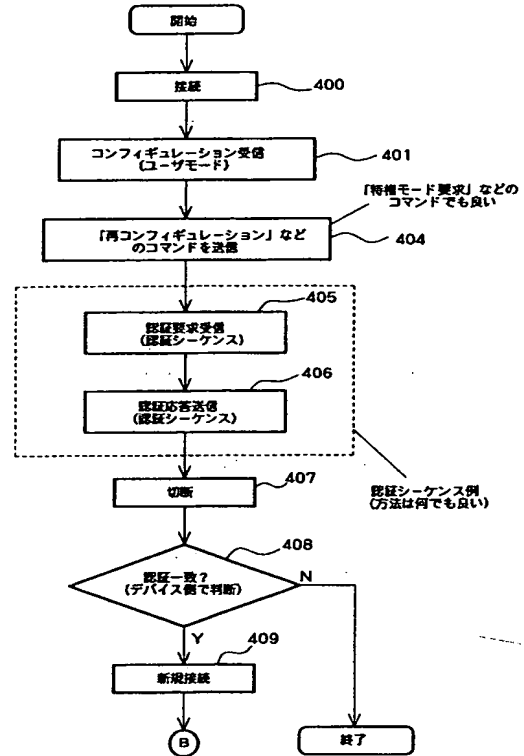 開始
接続
400
コンフィギュレーション受信
(ユーザモード)
401
「特権モード要求」などの
コマンドでも良い
「再コンフィギュレーション」など
のコマンドを送信
404
405
認証要求受信
(認証シーケンス)
406
認証応答送信
(認証シーケンス)
407
切断
認証シーケンス例
(方法は何でも良い)
408
認証一致?
(デバイス側で判断)
N
Y
409
新規接続
B
終了